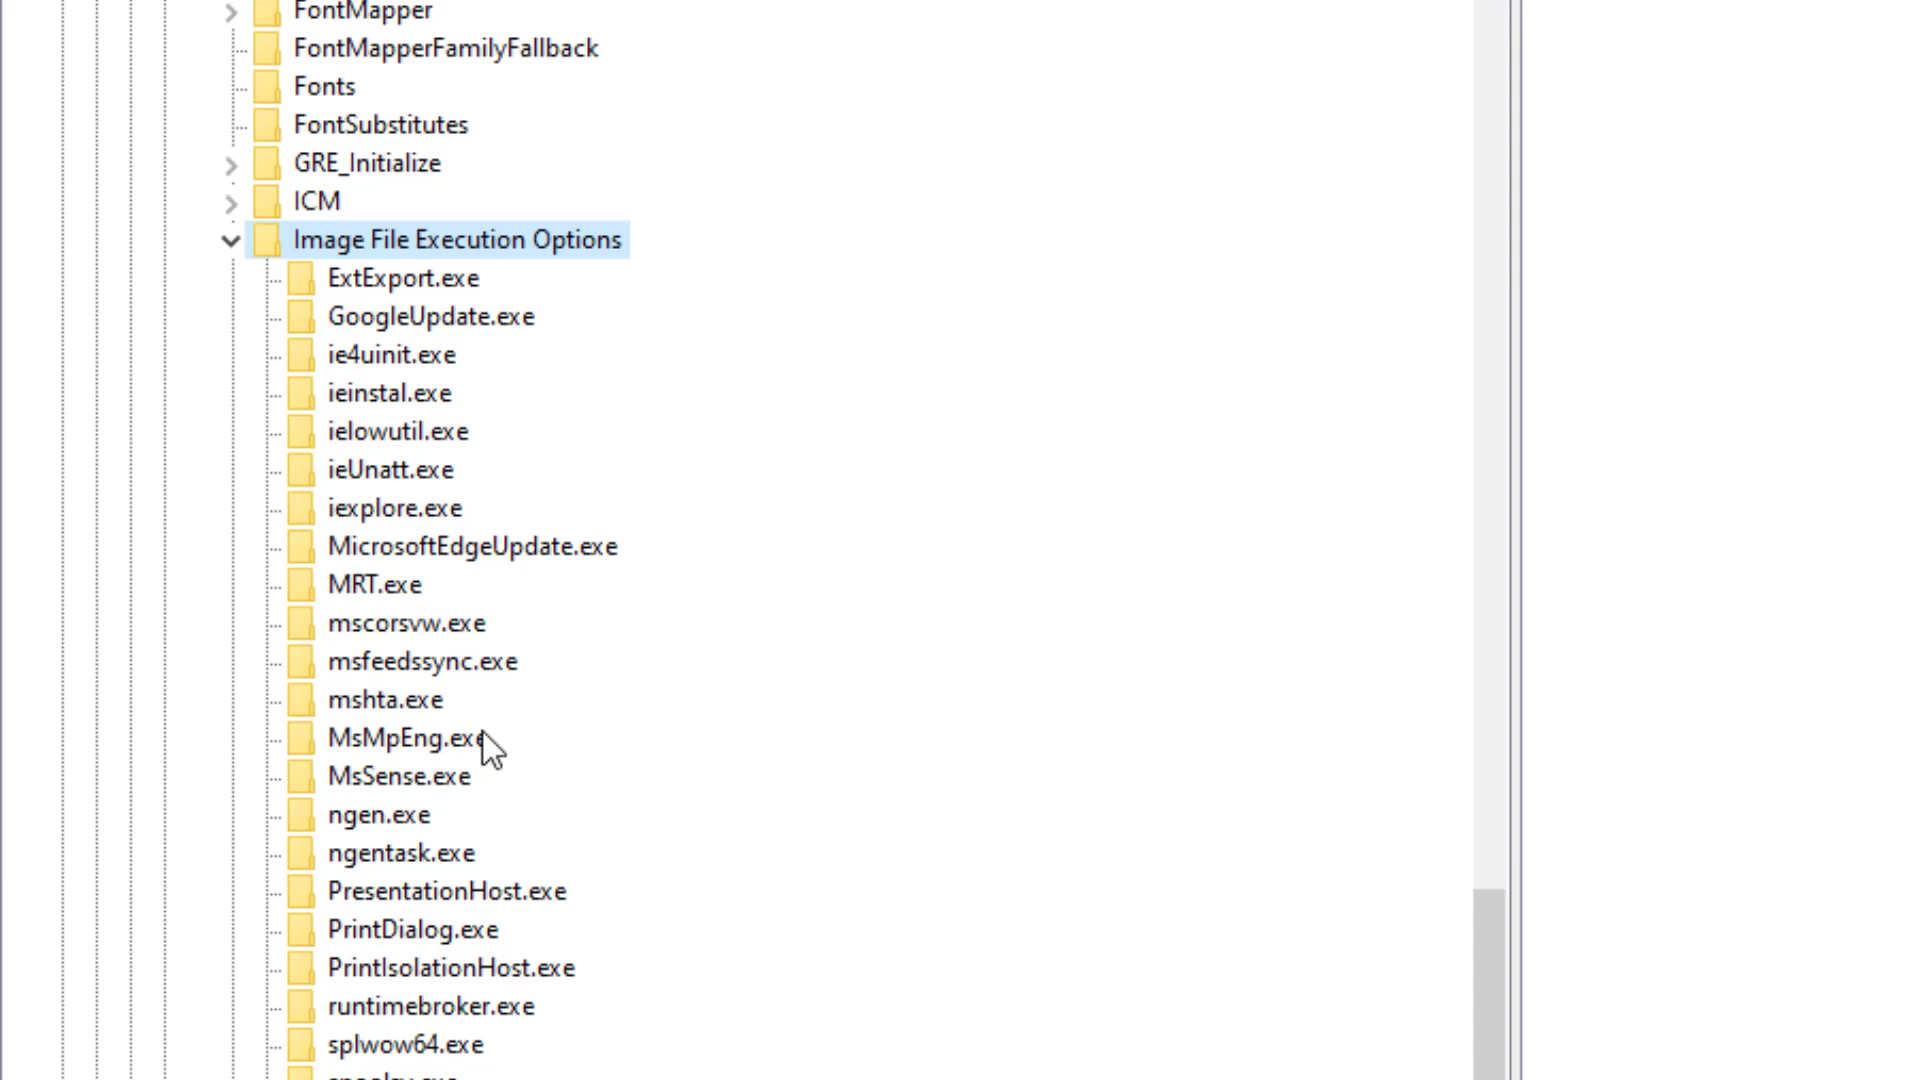 FontMapper
FontMapperFamilyFallback
Fonts
FontSubstitutes
GRE_Initialize
ICM
Image File Execution Options
ExtExport.exe
GoogleUpdate.exe
ie4uinit.exe
ieinstal.exe
ielowutil.exe
ieUnatt.exe
iexplore.exe
MicrosoftEdgeUpdate.exe
MRT.exe
mscorsvw.exe
msfeedssync.exe
mshta.exe
MsMpEng.exe
MsSense.exe
ngen.exe
ngentask.exe
PresentationHost.exe
PrintDialog.exe
PrintIsolationHost.exe
runtimebroker.exe
splwow64.exe